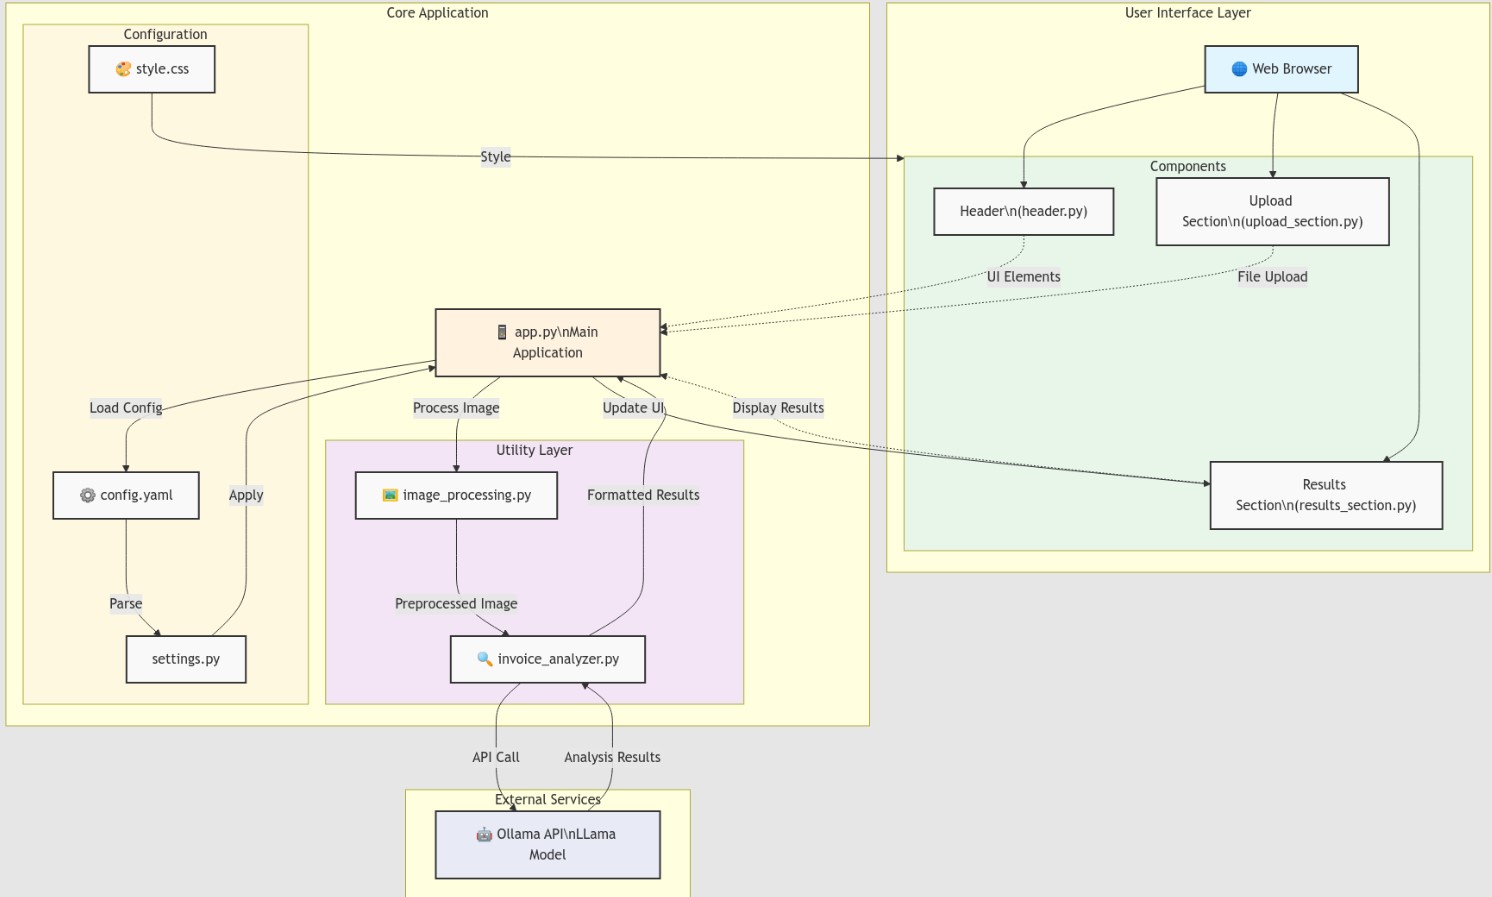 Core Application
User Interface Layer
Configuration
🎨 style.css
🌐 Web Browser
Style
Components
Header\n(header.py)
Upload
Section\n(upload_section.py)
UI Elements
File Upload
📱 app.py\nMain
Application
Load Config
Process Image
Update UI
Display Results
Utility Layer
⚙️ config.yaml
Apply
🖼️ image_processing.py
Formatted Results
Results
Section\n(results_section.py)
Parse
Preprocessed Image
settings.py
🔍 invoice_analyzer.py
API Call
Analysis Results
External Services
🤖 Ollama API\nLLama
Model